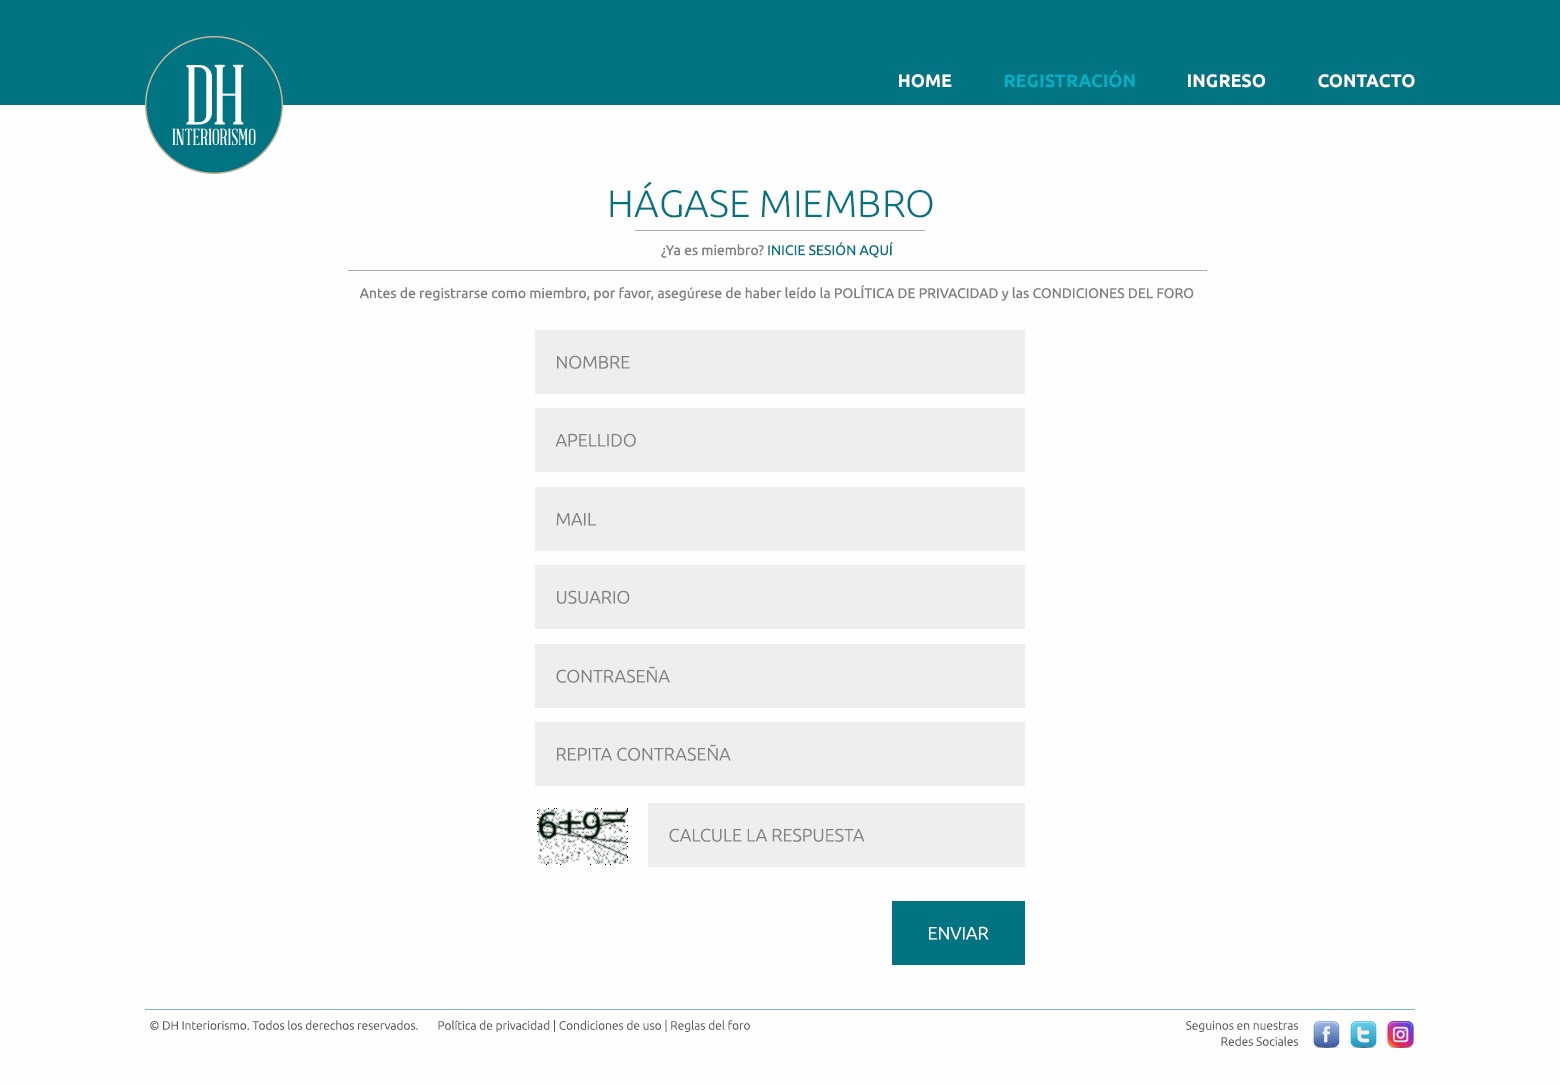 DH
INTERIORISMO
HOME REGISTRACIÓN INGRESO CONTACTO
HÁGASE MIEMBRO
¿Ya es miembro? INICIE SESIÓN AQUÍ
Antes de registrarse como miembro, por favor, asegúrese de haber leído la POLÍTICA DE PRIVACIDAD y las CONDICIONES DEL FORO
NOMBRE
APELLIDO
MAIL
USUARIO
CONTRASEÑA
REPITA CONTRASEÑA
6+9=
CALCULE LA RESPUESTA
ENVIAR
© DH Interiorismo. Todos los derechos reservados. Política de privacidad | Condiciones de uso | Reglas del foro
Seguinos en nuestras
Redes Sociales